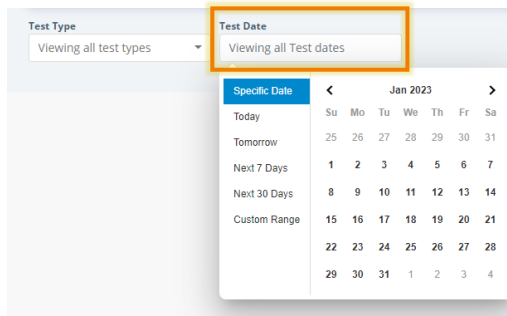 Test Type
Test Date
Viewing all test types
Viewing all Test dates
Specific Date
Today
Tomorrow
Next 7 Days
Next 30 Days
Custom Range
Jan 2023
Su Mo Tu We Th Fr Sa
25 26 27 28 29 30 31
1 2 3 4 5 6 7
8 9 10 11 12 13 14
15 16 17 18 19 20 21
22 23 24 25 26 27 28
29 30 31 1 2 3 4